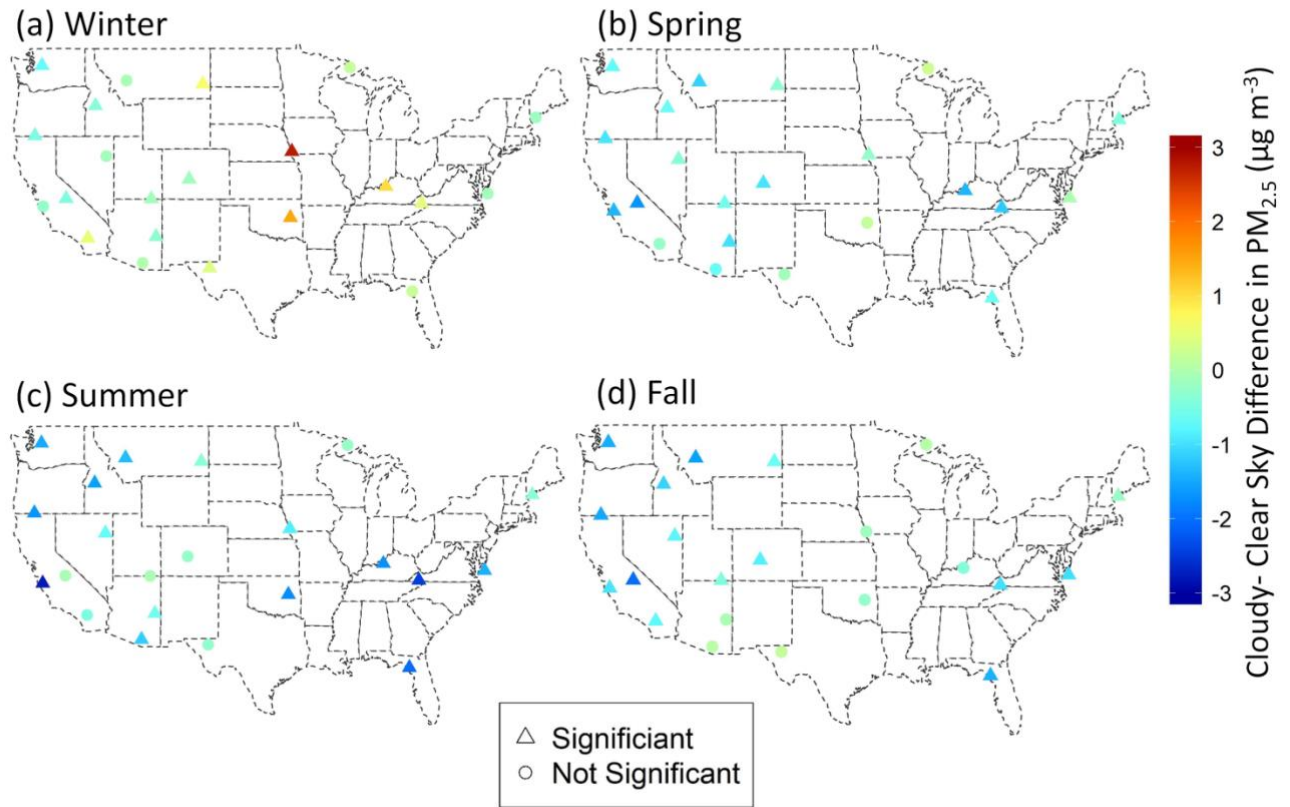 (a) Winter
(b) Spring
(c) Summer
(d) Fall
3
2
1
0
-1
-2
-3
Cloudy- Clear Sky Difference in PM2.5 (µg m-3)
Significiant
Not Significant